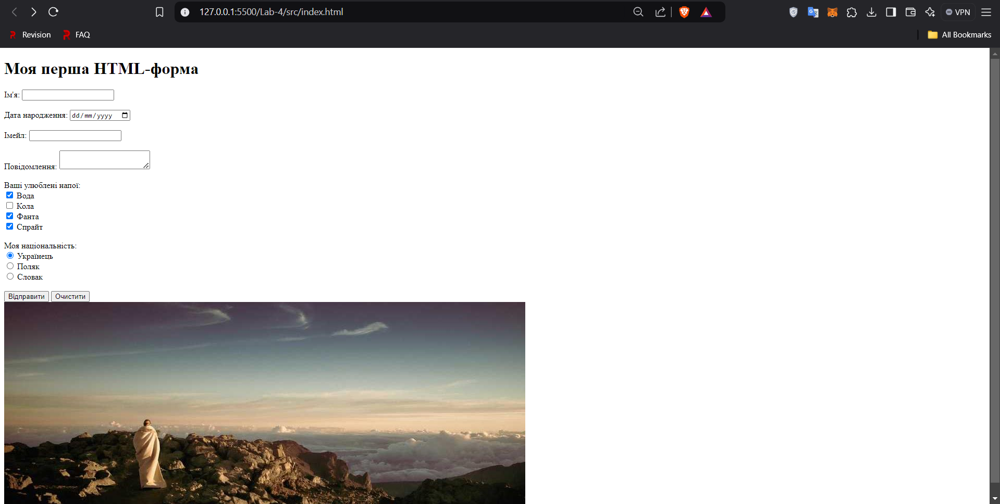 127.0.0.1:5500/Lab-4/src/index.html
VPN
Revision
FAQ
All Bookmarks
Моя перша HTML-форма
Ім'я:
Дата народження: dd/mm/yyyy
Імейл:
Повідомлення:
Ваші улюблені напої:
Вода
Кола
Фанта
Спрайт
Моя національність:
Українець
Поляк
Словак
Відправити Очистити